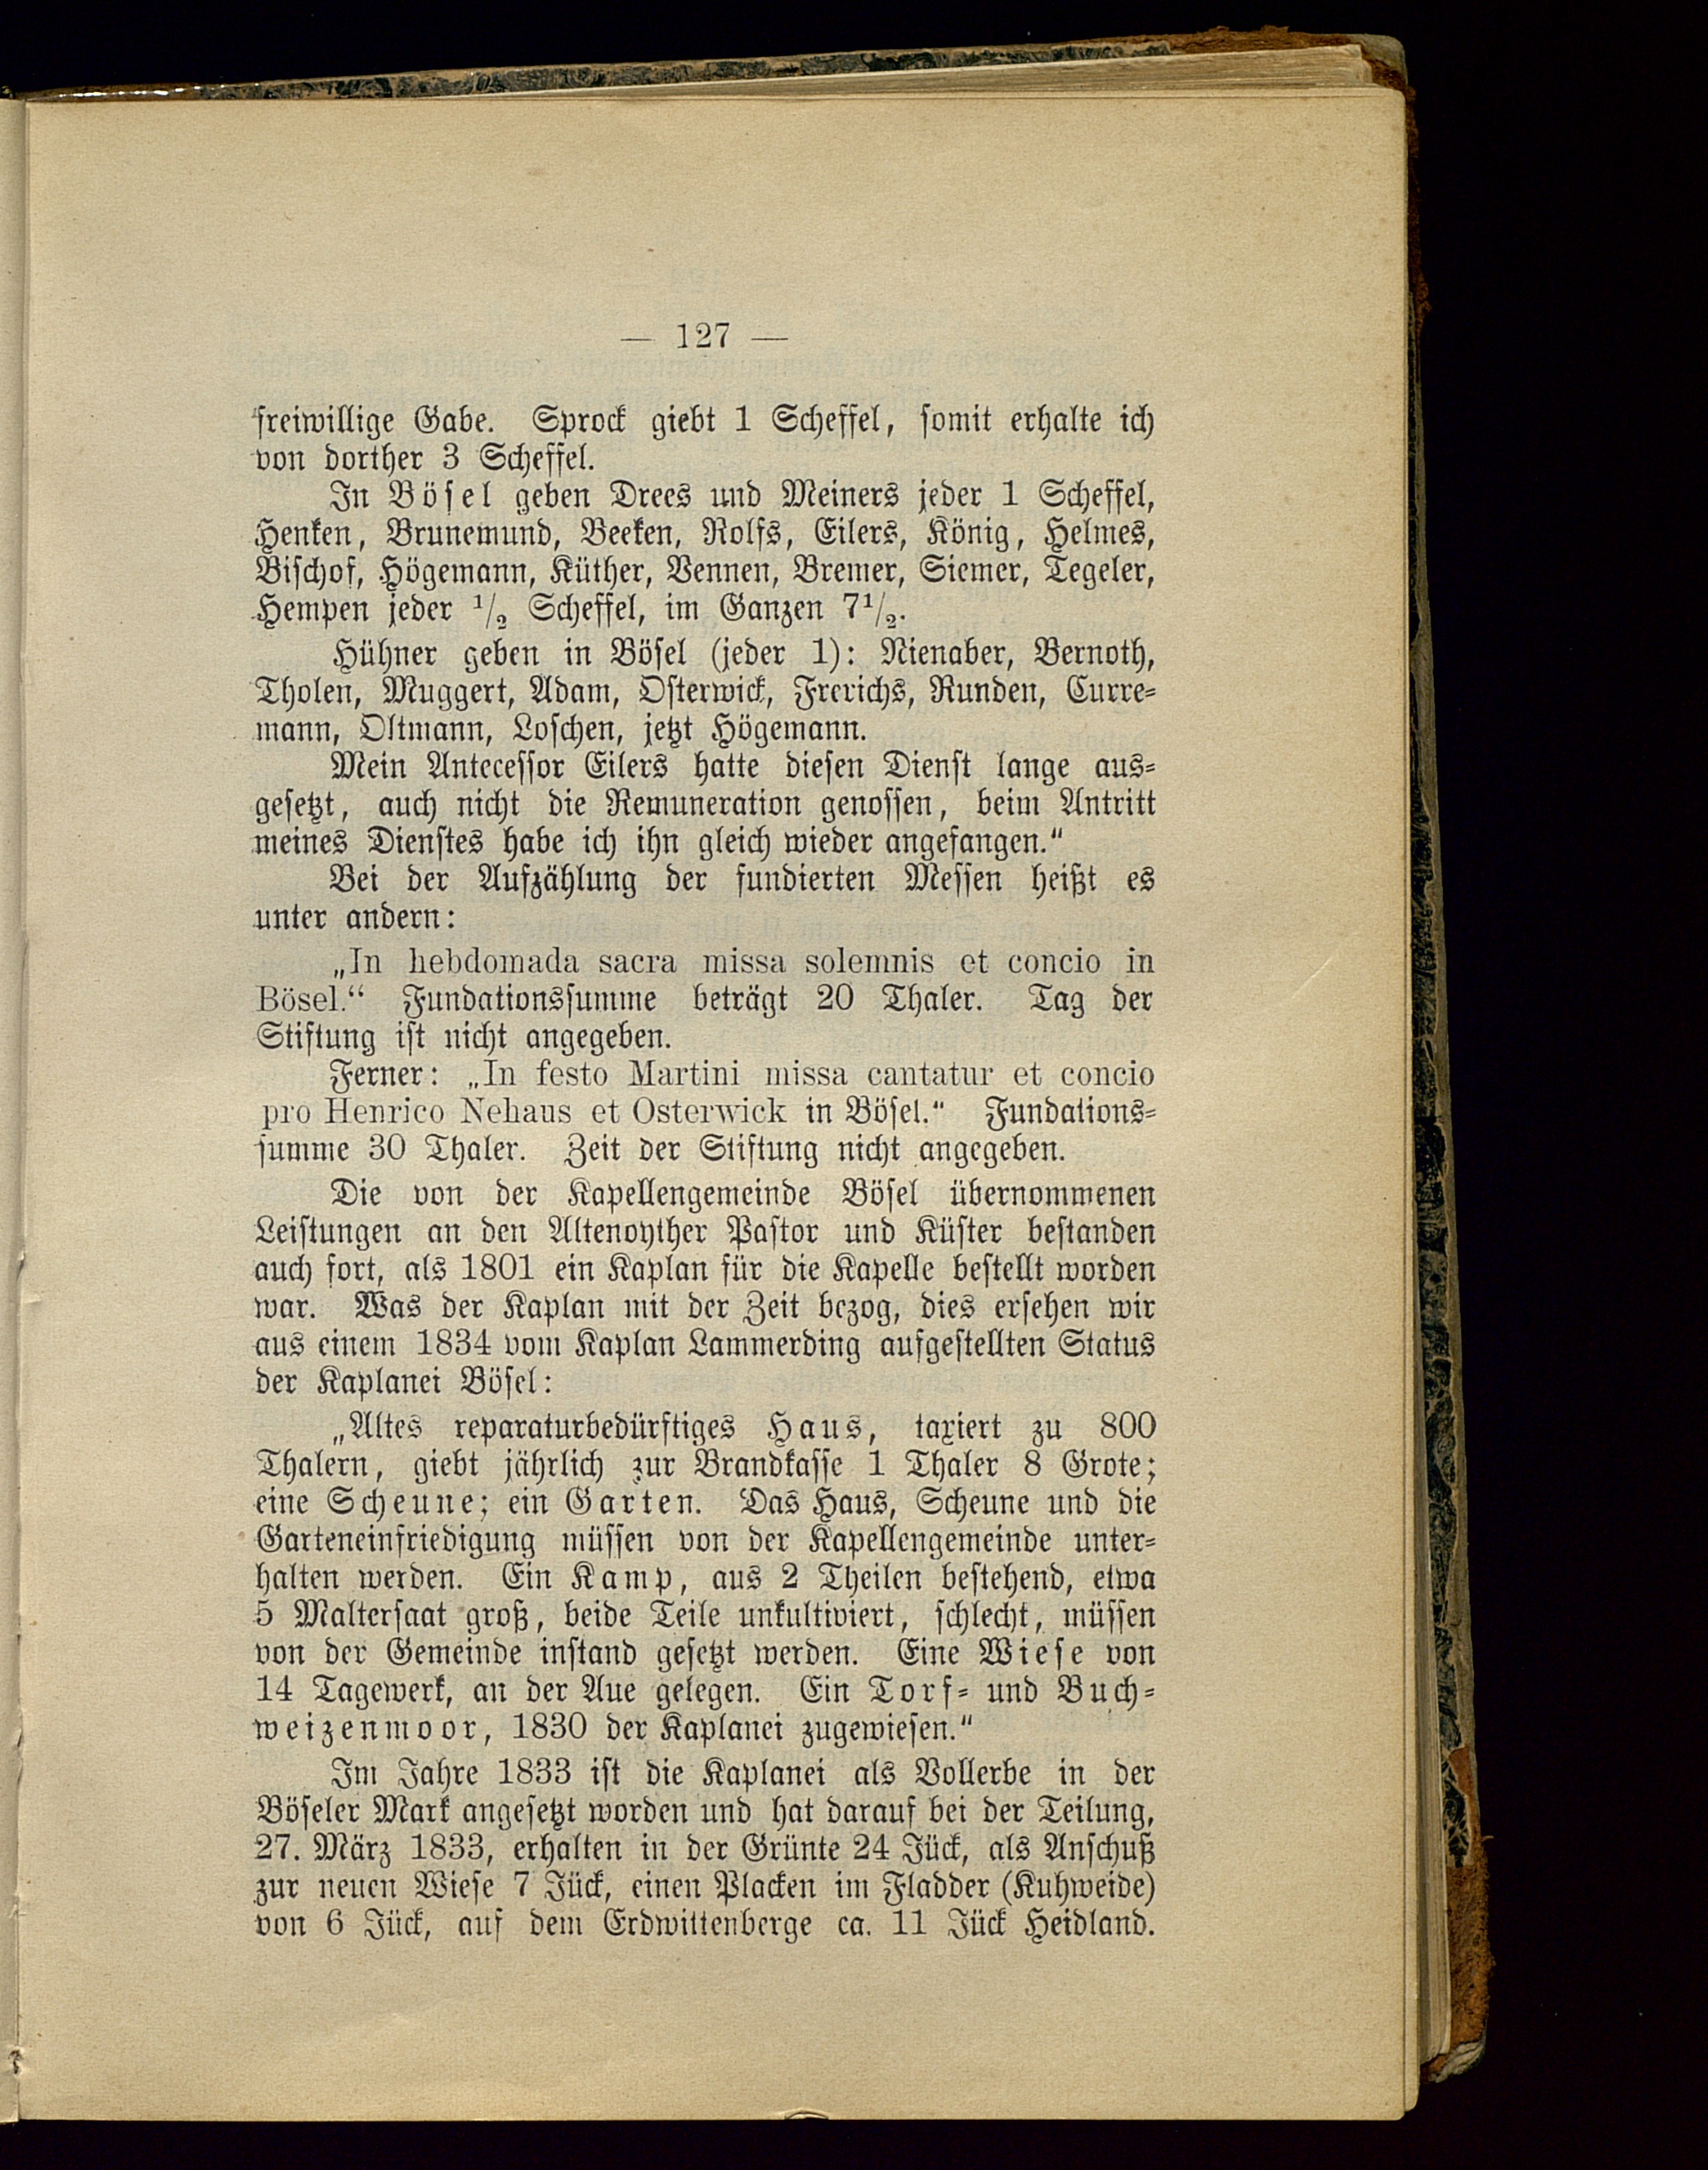 — 127 —
freiwillige Gabe. Sprock giebt 1 Scheffel, somit erhalte ich
von dorther 3 Scheffel.
In Bösel geben Drees und Meiners jeder 1 Scheffel,
Henken, Brunemund, Beeken, Rolfs, Eilers, König, Helmes,
Bischof, Högemann, Küther, Vennen, Bremer, Siemer, Tegeler,
Hempen jeder 1/2 Scheffel, im Ganzen 7 1/2.
Hühner geben in Bösel (jeder 1): Nienaber, Bernoth,
Tholen, Muggert, Adam, Osterwick, Frerichs, Runden, Curre-
mann, Oltmann, Loschen, jetzt Högemann.
Mein Antecessor Eilers hatte diesen Dienst lange aus-
gesetzt, auch nicht die Remuneration genossen, beim Antritt
meines Dienstes habe ich ihn gleich wieder angefangen."
Bei der Aufzählung der fundierten Messen heißt es
unter andern:
„In hebdomada sacra missa solemnis et concio in
Bösel.“ Fundationssumme beträgt 20 Thaler. Tag der
Stiftung ist nicht angegeben.
Ferner: „In festo Martini missa cantatur et concio
pro Henrico Nehaus et Osterwick in Bösel." Fundations-
summe 30 Thaler. Zeit der Stiftung nicht angegeben.
Die von der Kapellengemeinde Bösel übernommenen
Leistungen an den Altenoyther Pastor und Küster bestanden
auch fort, als 1801 ein Kaplan für die Kapelle bestellt worden
war. Was der Kaplan mit der Zeit bezog, dies ersehen wir
aus einem 1834 vom Kaplan Lammerding aufgestellten Status
der Kaplanei Bösel:
„Altes reparaturbedürftiges Haus, taxiert zu 800
Thalern, giebt jährlich zur Brandkasse 1 Thaler 8 Grote;
eine Scheune; ein Garten. Das Haus, Scheune und die
Garteneinfriedigung müssen von der Kapellengemeinde unter-
halten werden. Ein Kamp, aus 2 Theilen bestehend, etwa
5 Maltersaat groß, beide Teile unkultiviert, schlecht, müssen
von der Gemeinde instand gesetzt werden. Eine Wiese von
14 Tagewerk, an der Aue gelegen. Ein Torf- und Buch-
weizenmoor, 1830 der Kaplanei zugewiesen."
Im Jahre 1833 ist die Kaplanei als Vollerbe in der
Böseler Mark angesetzt worden und hat darauf bei der Teilung,
27. März 1833, erhalten in der Grünte 24 Jück, als Anschuß
zur neuen Wiese 7 Jück, einen Placken im Fladder (Kuhweide)
von 6 Jück, auf dem Erdwittenberge ca. 11 Jück Heidland.